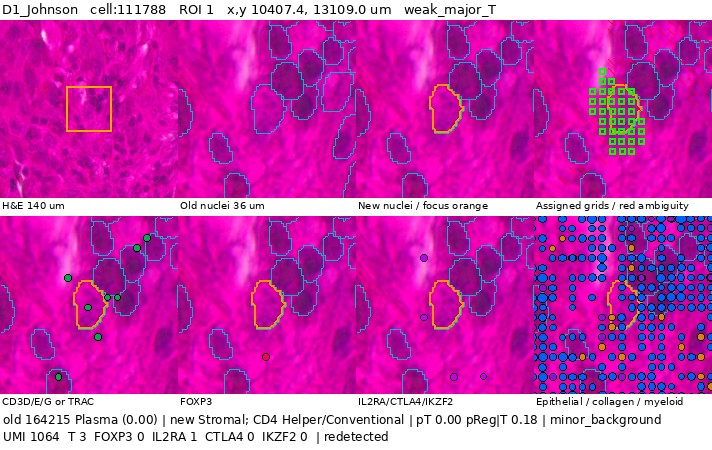 D1_Johnson cell:111788 ROI 1 x,y 10407.4, 13109.0 um weak_major_T
H&E 140 um
Old nuclei 36 um
New nuclei / focus orange
Assigned grids / red ambiguity
CD3D/E/G or TRAC
FOXP3
IL2RA/CTLA4/IKZF2
Epithelial / collagen / myeloid
old 164215 Plasma (0.00) | new Stromal; CD4 Helper/Conventional | pT 0.00 pReg|T 0.18 | minor_background
UMI 1064 T 3 FOXP3 0 IL2RA 1 CTLA4 0 IKZF2 0 | redetected